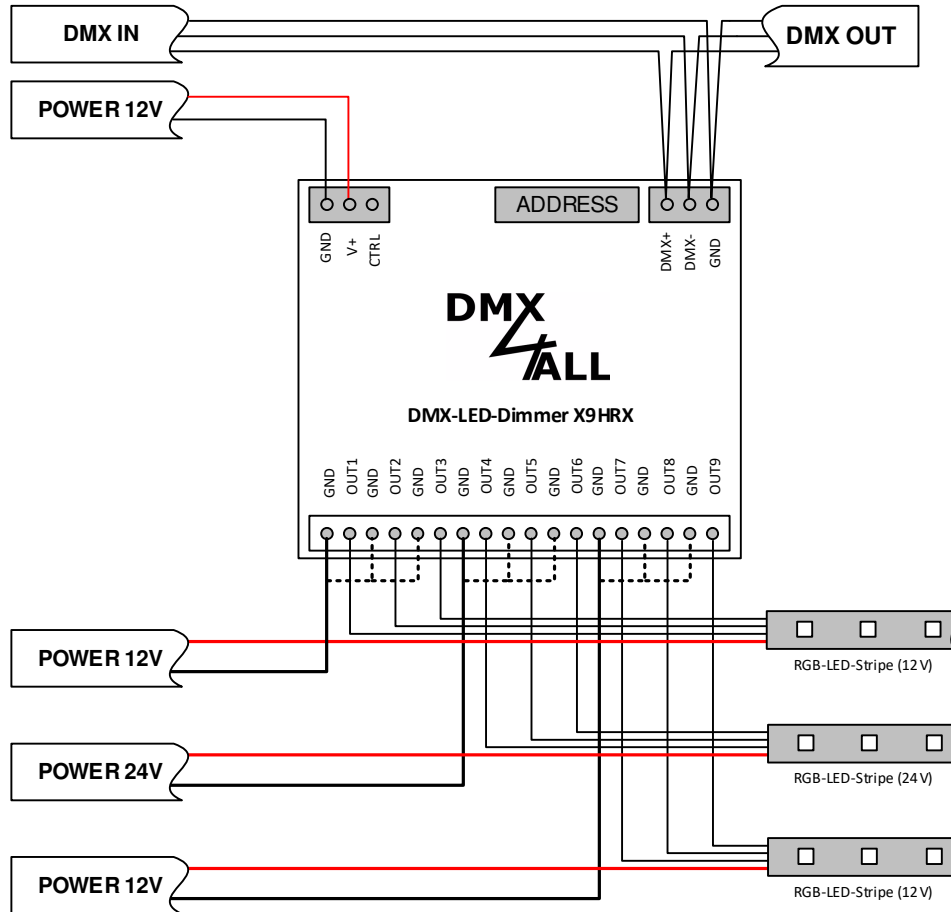 DMX IN
DMX OUT
POWER 12V
ADDRESS
GND
V+
CTRL
DMX+
DMX-
GND
DMX
4
ALL
DMX-LED-Dimmer X9HRX
GND
OUT1
GND
OUT2
GND
OUT3
GND
OUT4
GND
OUT5
GND
OUT6
GND
OUT7
GND
OUT8
GND
OUT9
POWER 12V
RGB-LED-Stripe (12V)
POWER 24V
RGB-LED-Stripe (24V)
POWER 12V
RGB-LED-Stripe (12V)